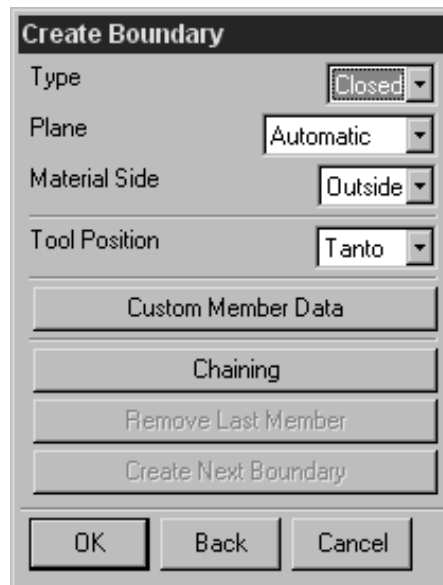 Create Boundary
Type Closed
Plane Automatic
Material Side Outside
Tool Position Tanto
Custom Member Data
Chaining
Remove Last Member
Create Next Boundary
OK Back Cancel